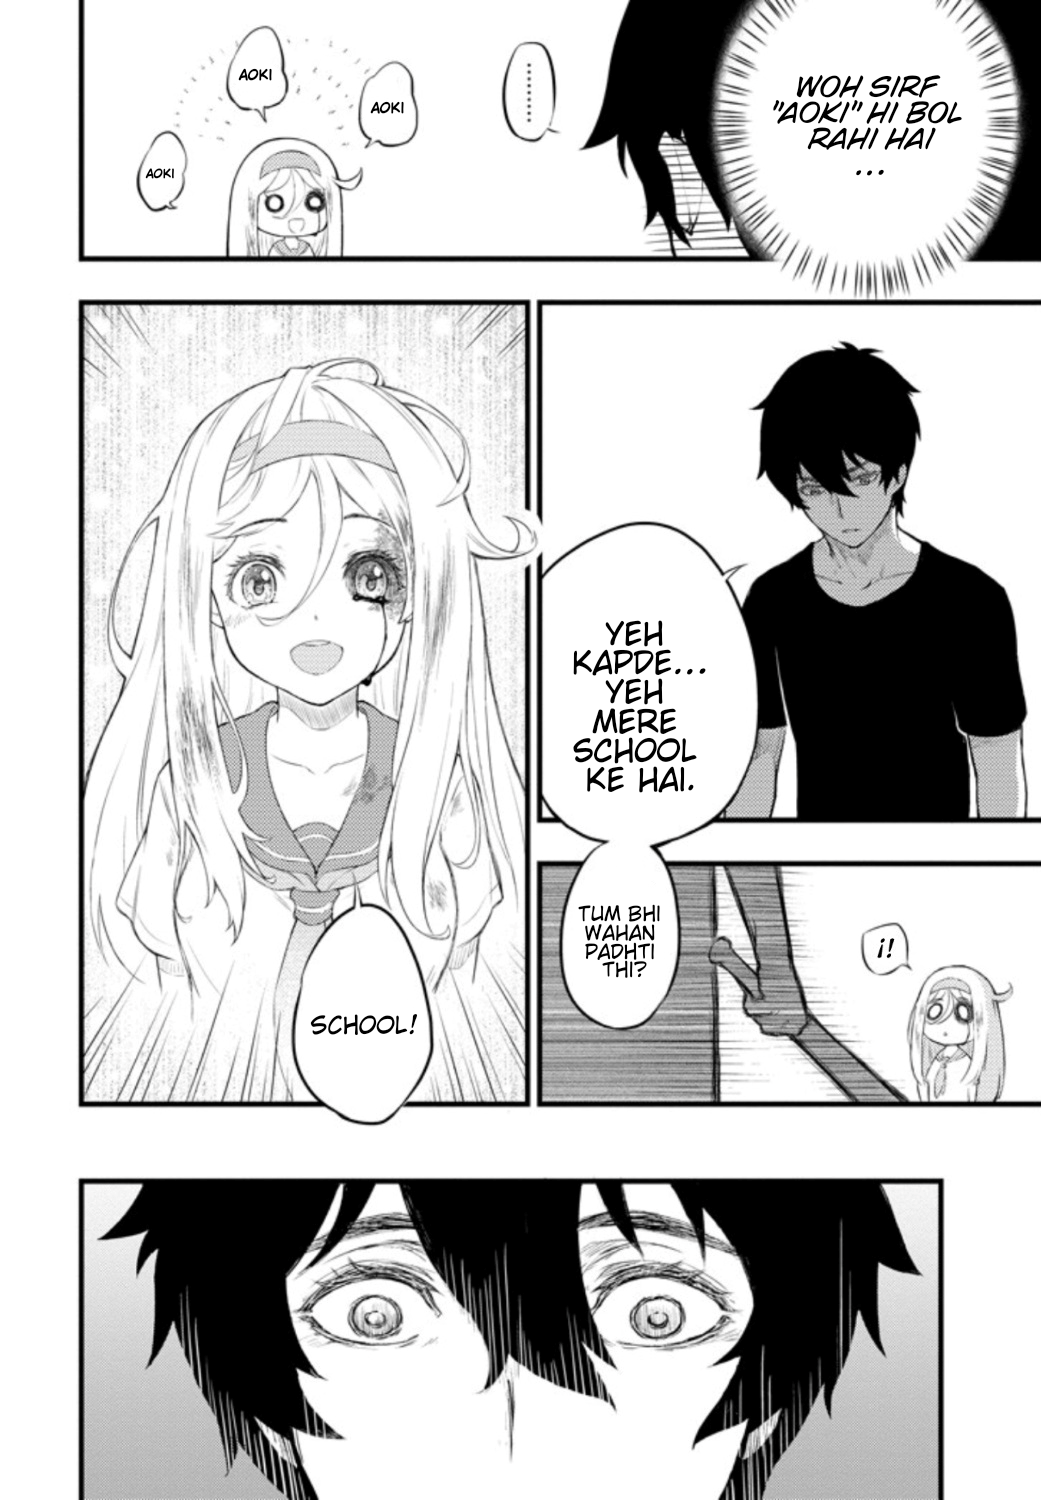 WOH SIRF
"AOKI" HI BOL
RAHI HAI
...
.........
AOKI
AOKI
AOKI
YEH
KAPDE...
YEH
MERE
SCHOOL
KE HAI.
TUM BHI
WAHAN
PADHTI
THI?
¡!
SCHOOL!